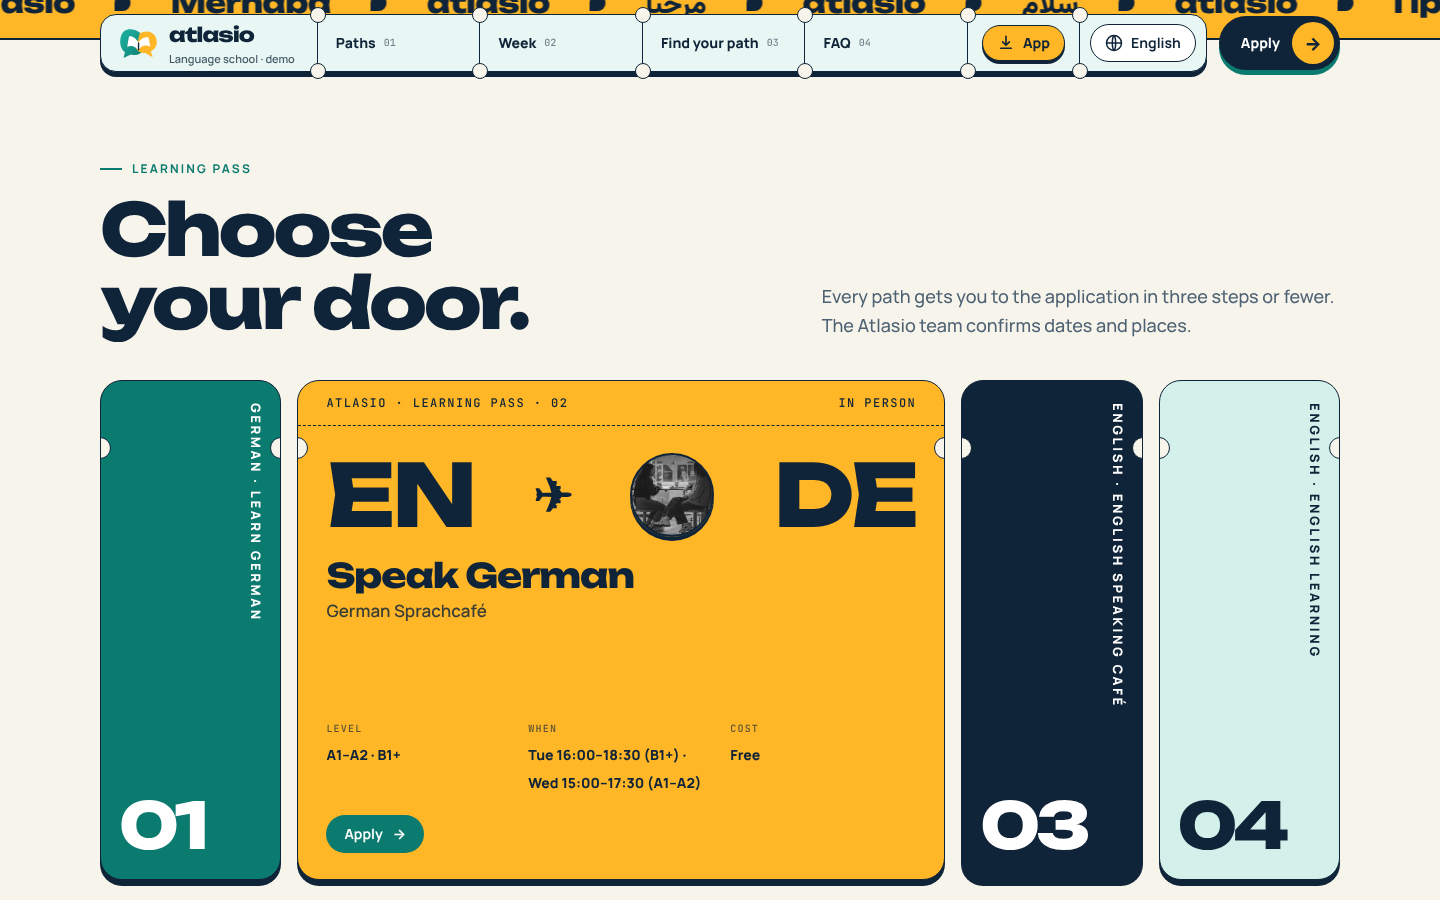 atlasio Merhaba atlasio مرحبا atlasio سلام atlasio
atlasio
Language school · demo
Paths 01
Week 02
Find your path 03
FAQ 04
App
English
Apply
LEARNING PASS
Choose
your door.
Every path gets you to the application in three steps or fewer.
The Atlasio team confirms dates and places.
GERMAN · LEARN GERMAN
01
ATLASIO · LEARNING PASS · 02
IN PERSON
EN DE
Speak German
German Sprachcafé
LEVEL
A1–A2 · B1+
WHEN
Tue 16:00–18:30 (B1+) ·
Wed 15:00–17:30 (A1–A2)
COST
Free
Apply
ENGLISH · ENGLISH SPEAKING CAFÉ
03
ENGLISH · ENGLISH LEARNING
04